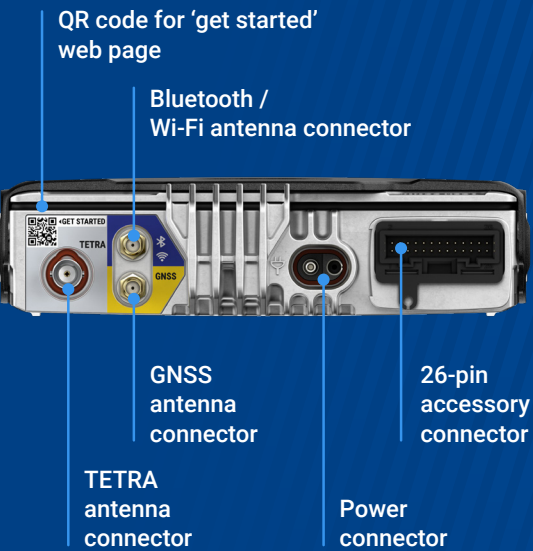 QR code for ‘get started’
web page
Bluetooth /
Wi-Fi antenna connector
GET STARTED
TETRA
GNSS
GNSS
antenna
connector
26-pin
accessory
connector
TETRA
antenna
connector
Power
connector